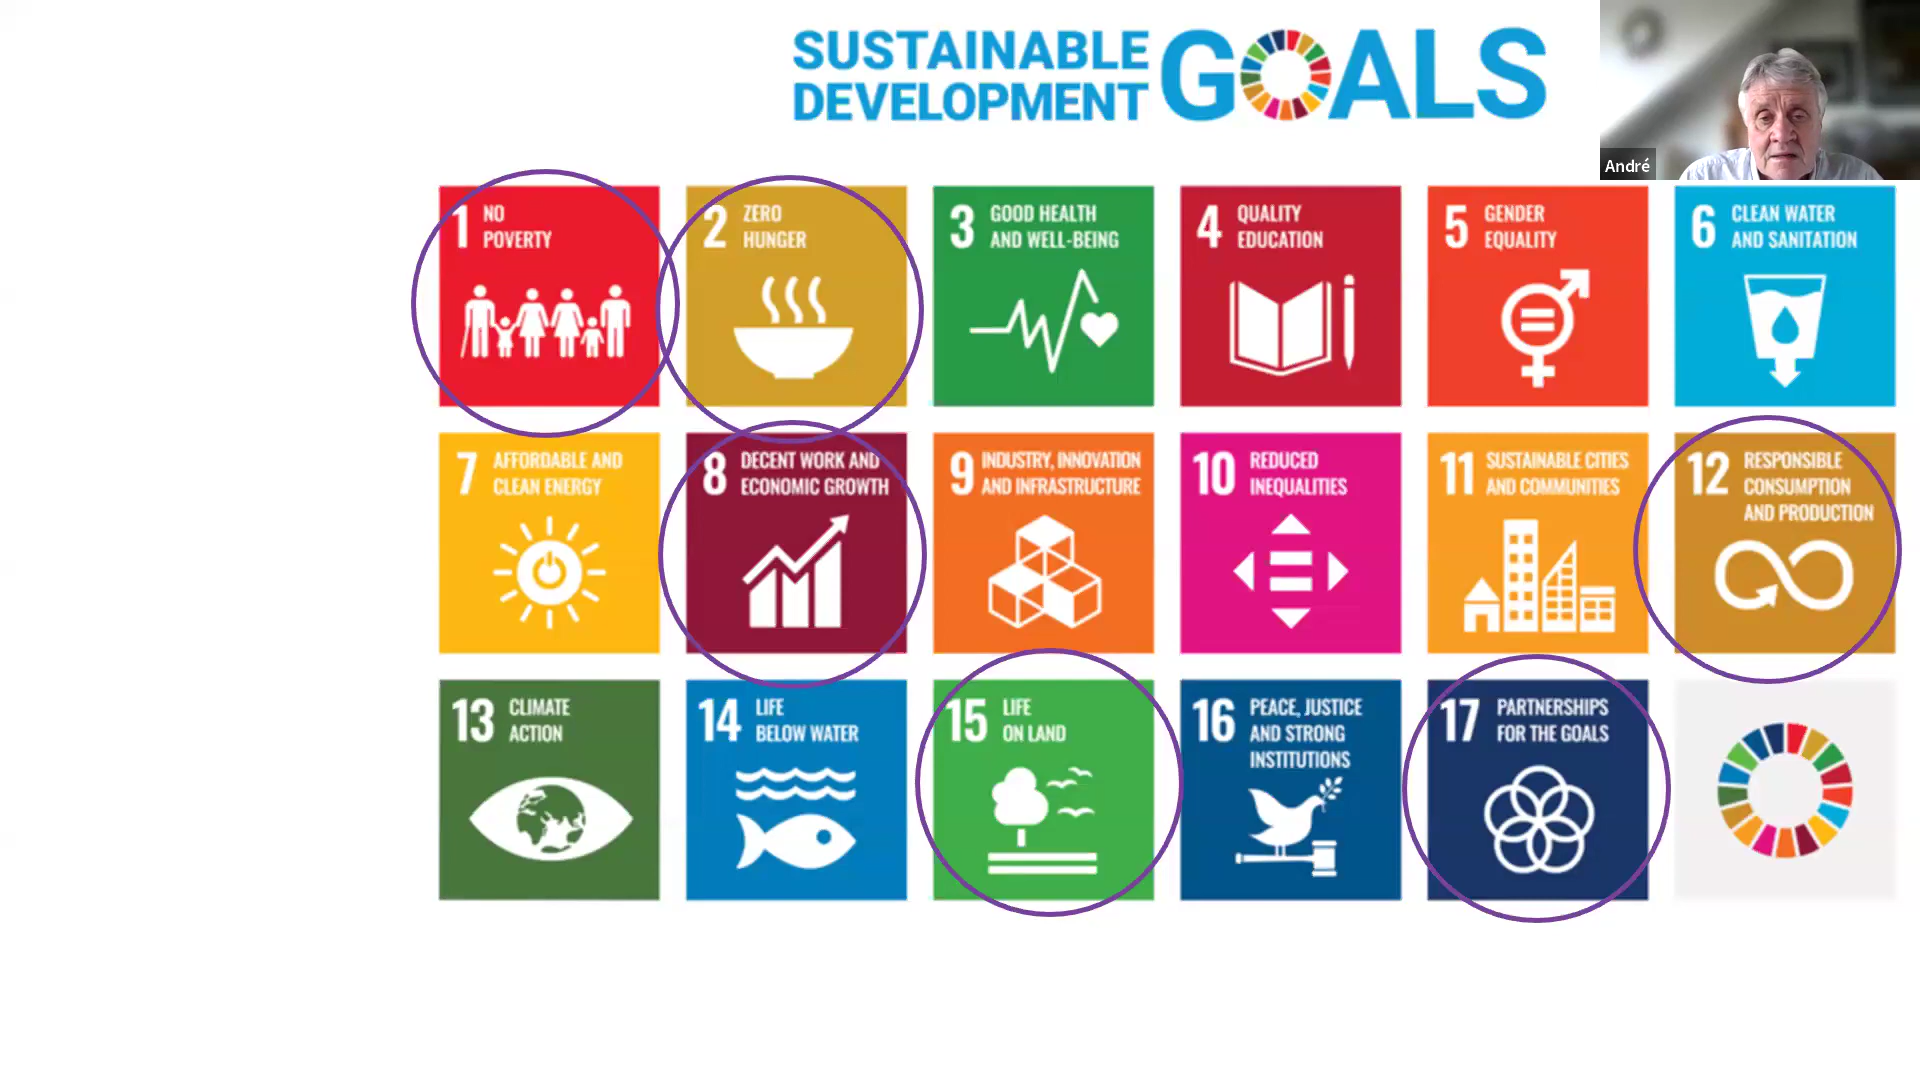 SUSTAINABLE
DEVELOPMENT
GOALS
André
1 NO
POVERTY
2 ZERO
HUNGER
3 GOOD HEALTH
AND WELL-BEING
4 QUALITY
EDUCATION
5 GENDER
EQUALITY
6 CLEAN WATER
AND SANITATION
7 AFFORDABLE AND
CLEAN ENERGY
8 DECENT WORK AND
ECONOMIC GROWTH
9 INDUSTRY, INNOVATION
AND INFRASTRUCTURE
10 REDUCED
INEQUALITIES
11 SUSTAINABLE CITIES
AND COMMUNITIES
12 RESPONSIBLE
CONSUMPTION
AND PRODUCTION
13 CLIMATE
ACTION
14 LIFE
BELOW WATER
15 LIFE
ON LAND
16 PEACE, JUSTICE
AND STRONG
INSTITUTIONS
17 PARTNERSHIPS
FOR THE GOALS